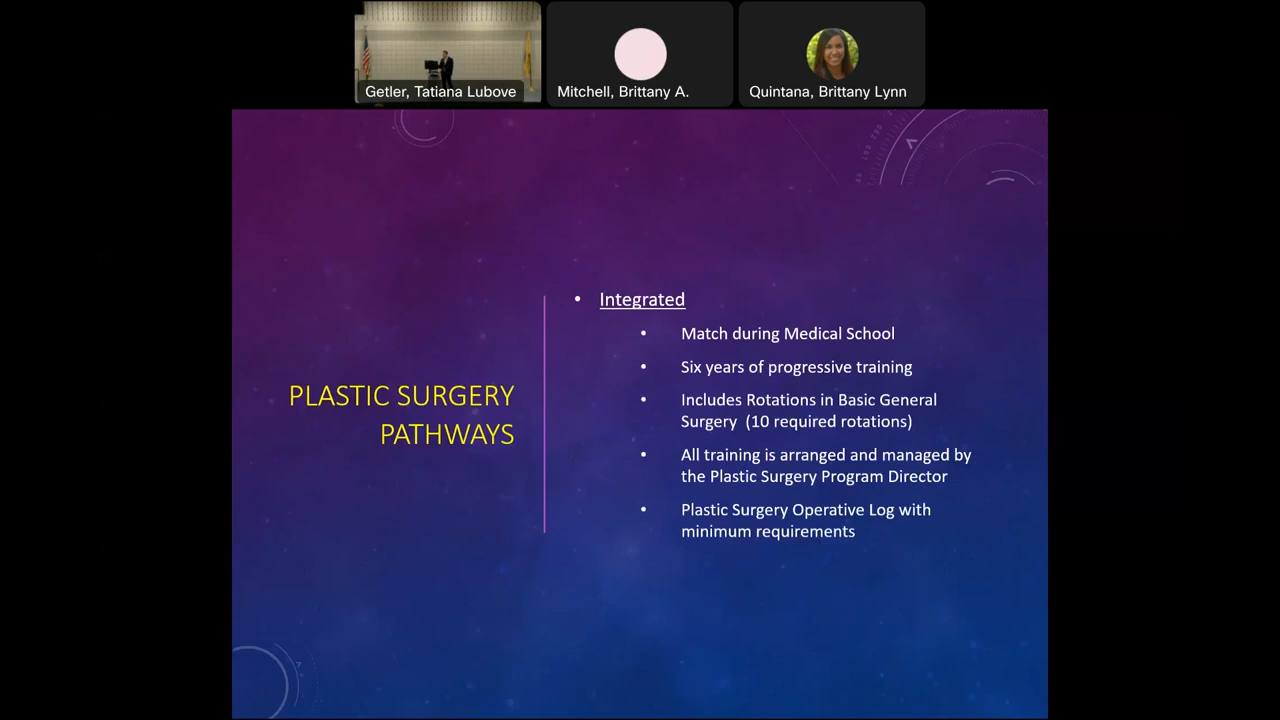 Getler, Tatiana Lubove
Mitchell, Brittany A.
Quintana, Brittany Lynn
PLASTIC SURGERY
PATHWAYS
• Integrated
• Match during Medical School
• Six years of progressive training
• Includes Rotations in Basic General
Surgery (10 required rotations)
• All training is arranged and managed by
the Plastic Surgery Program Director
• Plastic Surgery Operative Log with
minimum requirements